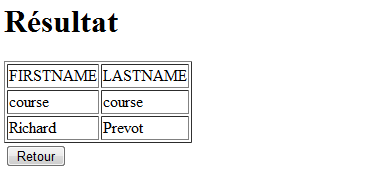 Résultat
FIRSTNAME LASTNAME
course course
Richard Prevot
Retour